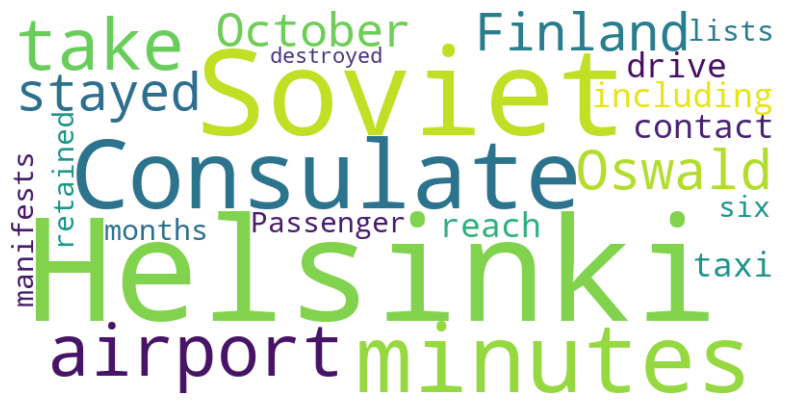 take
October
Finland
lists
destroyed
Soviet
drive
stayed
including
contact
Consulate
Oswald
retained
manifests
six
months
Passenger
reach
Helsinki
taxi
airport
minutes